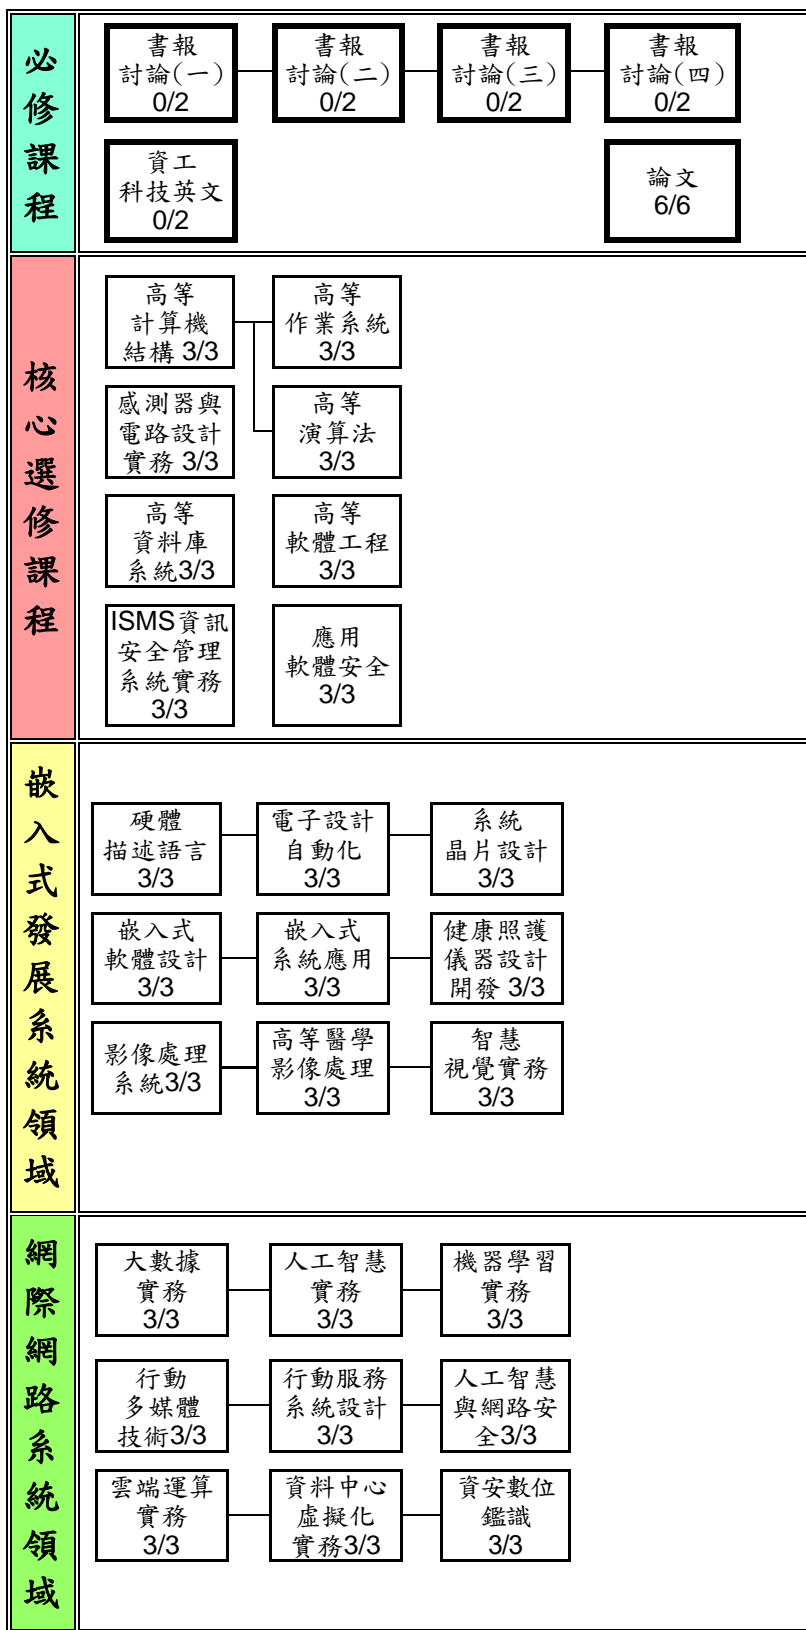 必修課程
書報
討論(一)
0/2
書報
討論(二)
0/2
書報
討論(三)
0/2
書報
討論(四)
0/2
資工
科技英文
0/2
論文
6/6
核心選修課程
高等
計算機
結構 3/3
高等
作業系統
3/3
感測器與
電路設計
實務 3/3
高等
演算法
3/3
高等
資料庫
系統3/3
高等
軟體工程
3/3
ISMS資訊
安全管理
系統實務
3/3
應用
軟體安全
3/3
嵌入式發展系統領域
硬體
描述語言
3/3
電子設計
自動化
3/3
系統
晶片設計
3/3
嵌入式
軟體設計
3/3
嵌入式
系統應用
3/3
健康照護
儀器設計
開發 3/3
影像處理
系統3/3
高等醫學
影像處理
3/3
智慧
視覺實務
3/3
網際網路系統領域
大數據
實務
3/3
人工智慧
實務
3/3
機器學習
實務
3/3
行動
多媒體
技術3/3
行動服務
系統設計
3/3
人工智慧
與網路安
全3/3
雲端運算
實務
3/3
資料中心
虛擬化
實務3/3
資安數位
鑑識
3/3